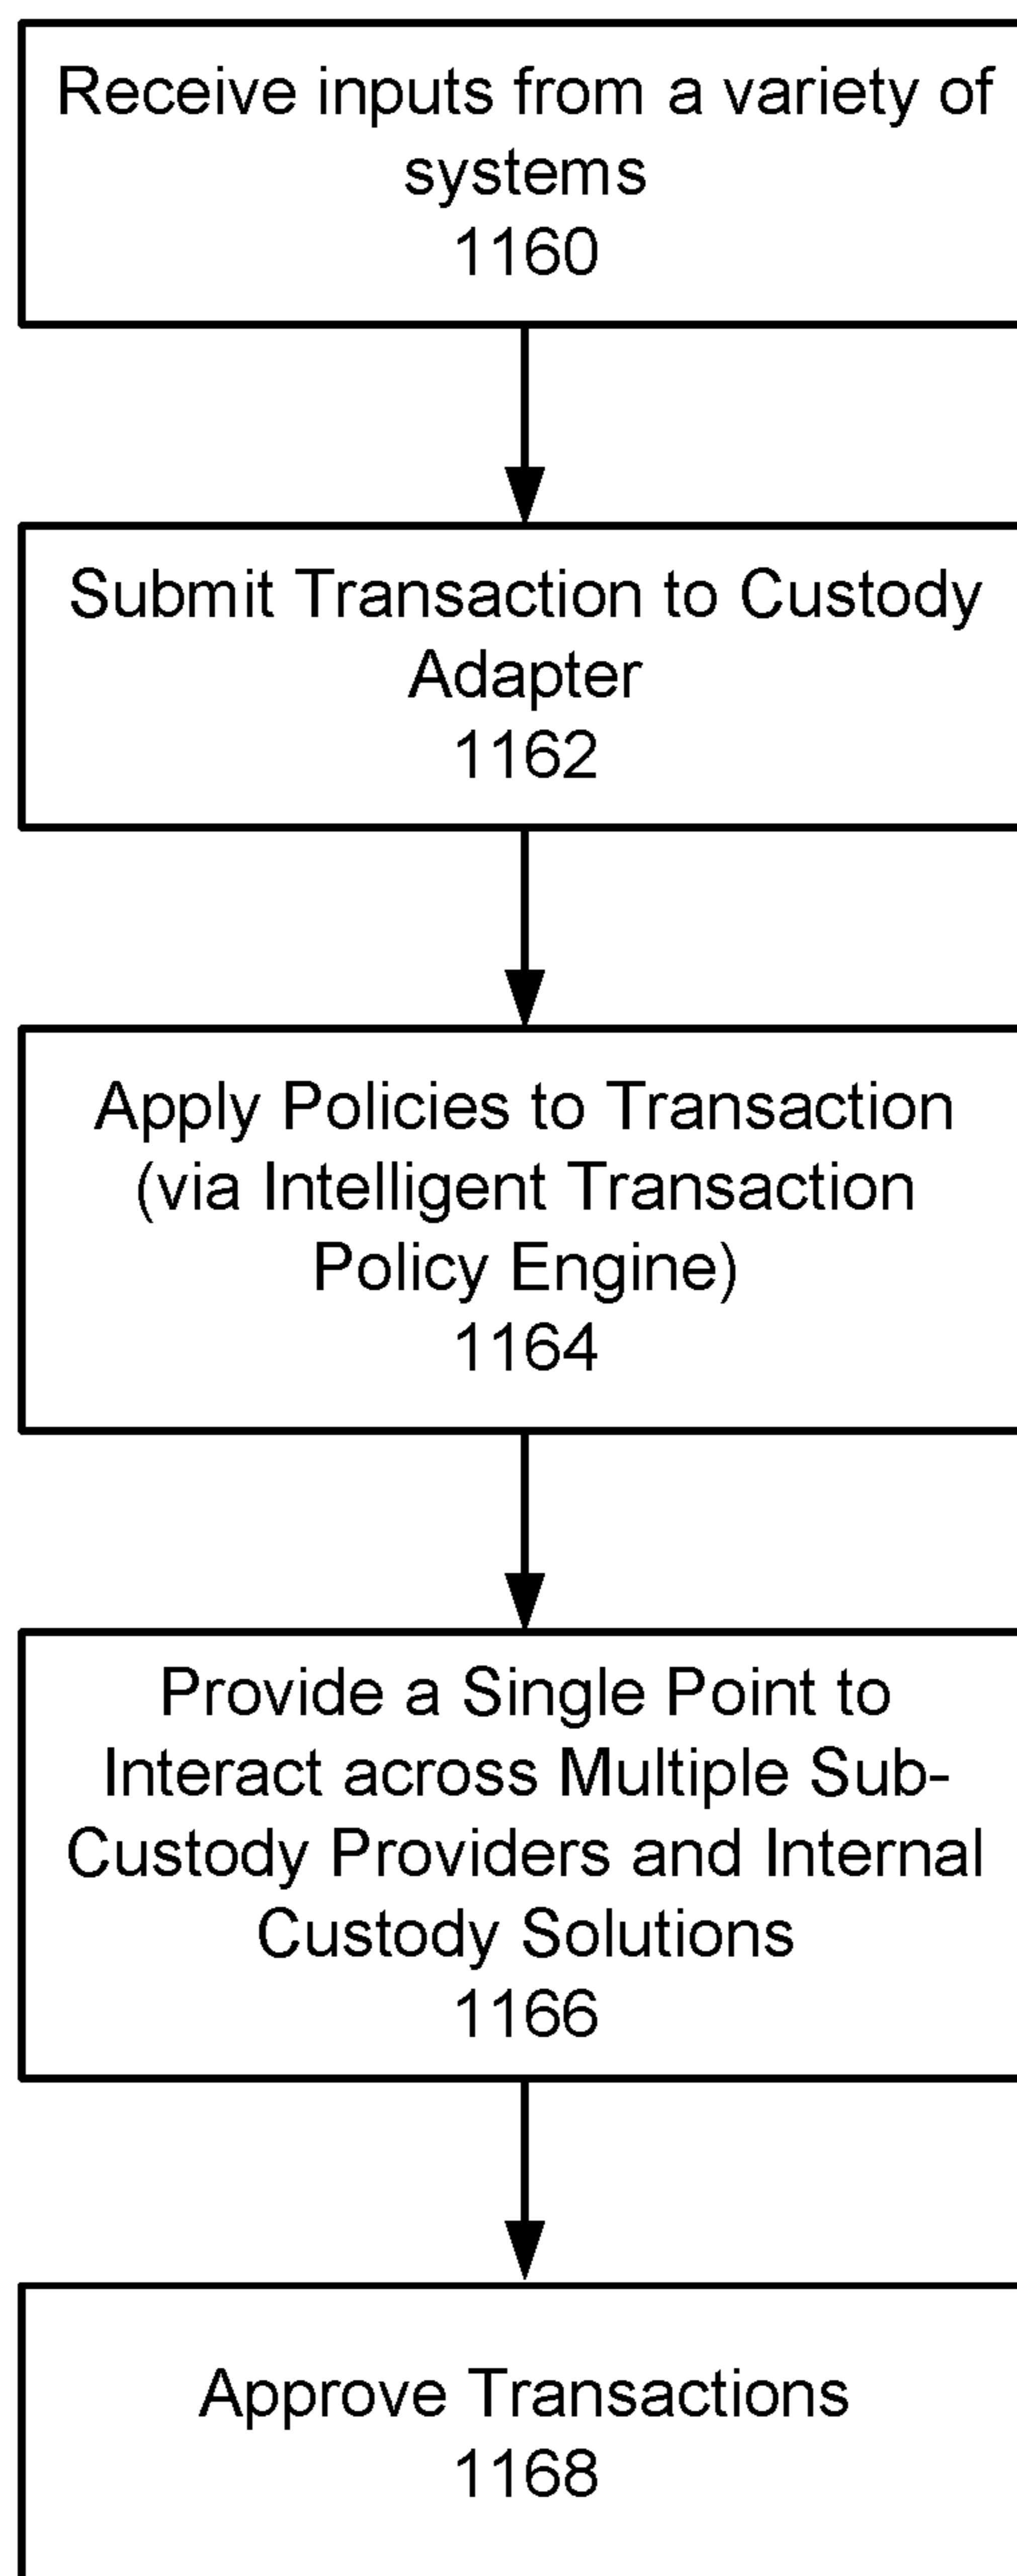 Receive inputs from a variety of
systems
1160
Submit Transaction to Custody
Adapter
1162
Apply Policies to Transaction
(via Intelligent Transaction
Policy Engine)
1164
Provide a Single Point to
Interact across Multiple Sub-
Custody Providers and Internal
Custody Solutions
1166
Approve Transactions
1168